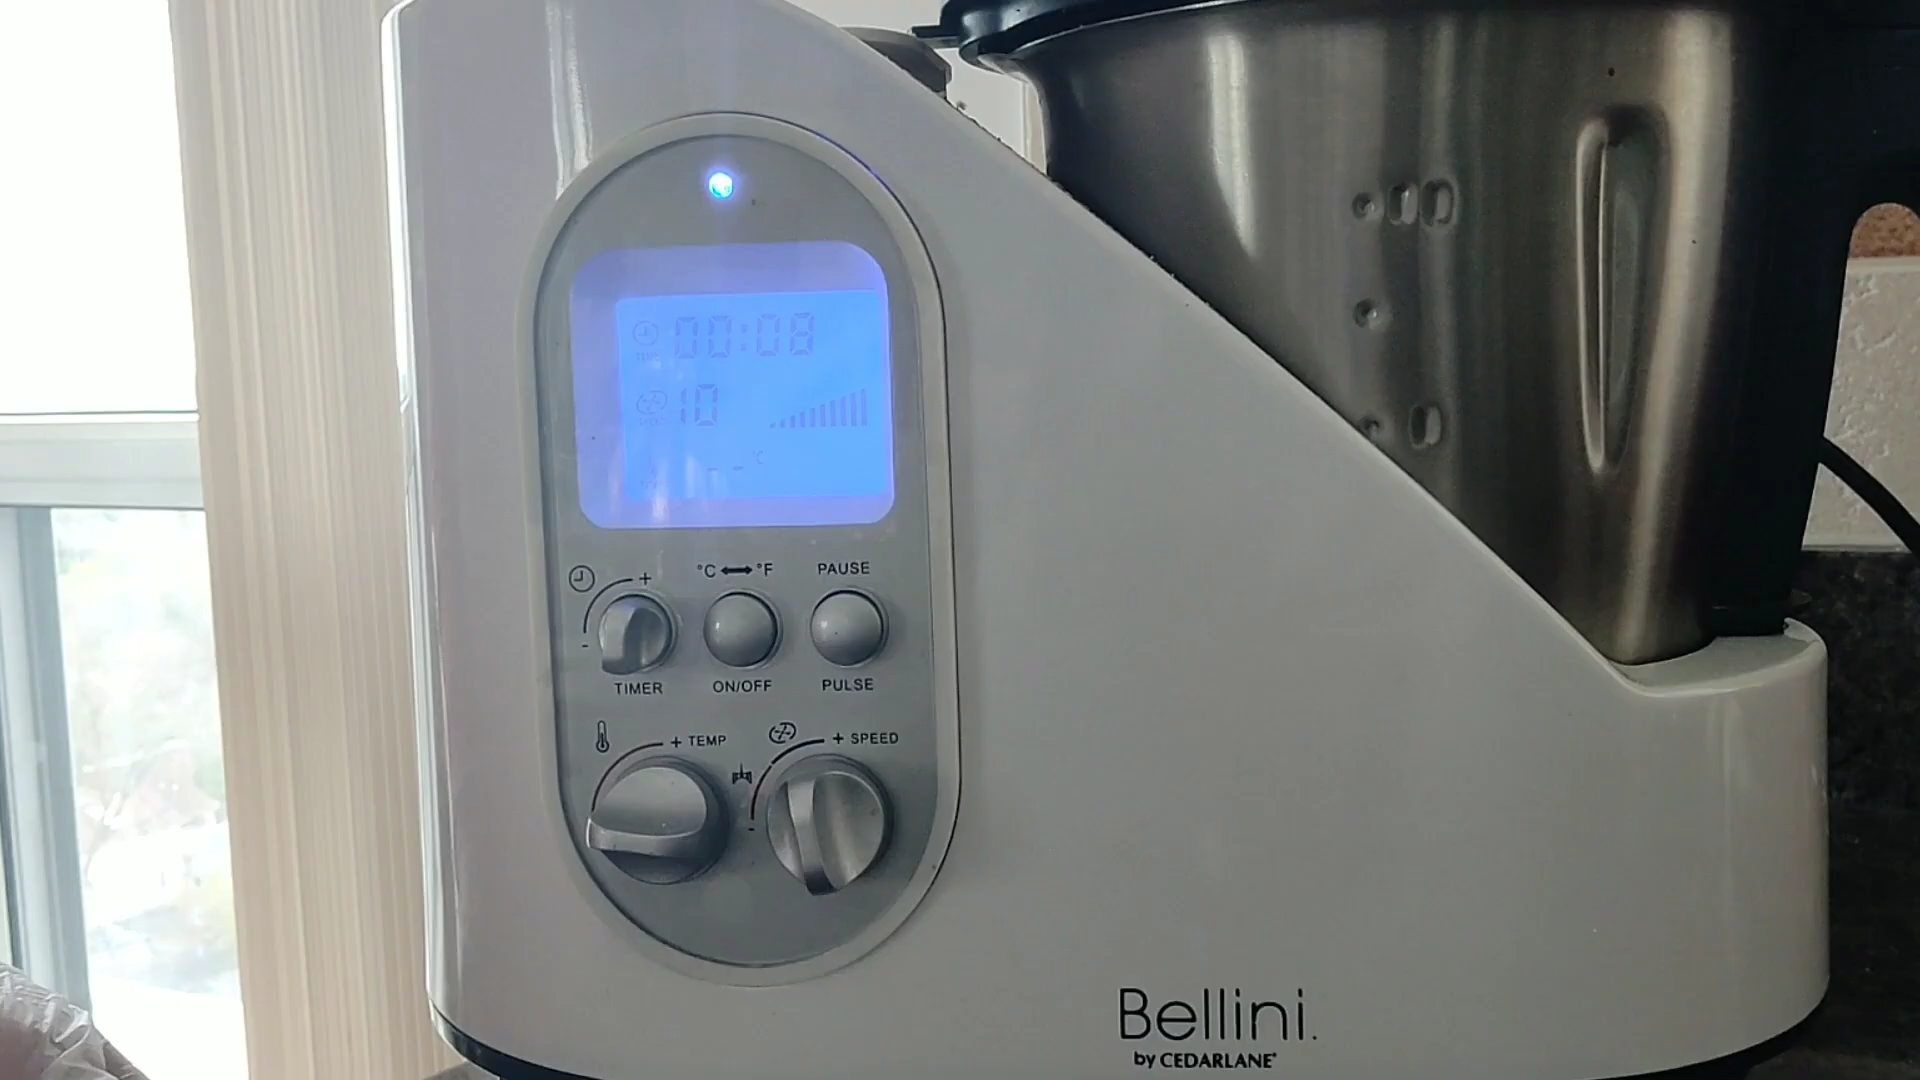 00:08
10
°C
°C °F
PAUSE
+
-
TIMER
ON/OFF
PULSE
+ TEMP
+ SPEED
-
Bellini.
by CEDARLANE